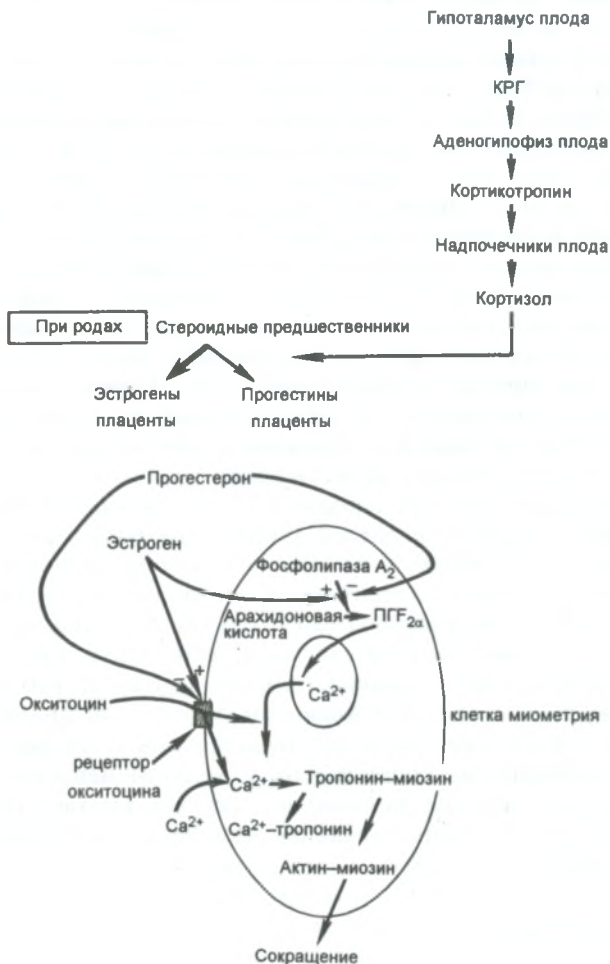 Гипоталамус плода
КРГ
Аденогипофиз плода
Кортикотропин
Надпочечники плода
Кортизол
При родах Стероидные предшественники
Эстрогены Прогестины
плаценты плаценты
Прогестерон
Эстроген
Фосфолипаза А2
+ –
Арахидоновая ПГF2α
кислота
– +
Ca2+
Окситоцин
клетка миометрия
рецептор
окситоцина
Ca2+ Тропонин–миозин
Ca2+ Ca2+–тропонин
Актин–миозин
Сокращение